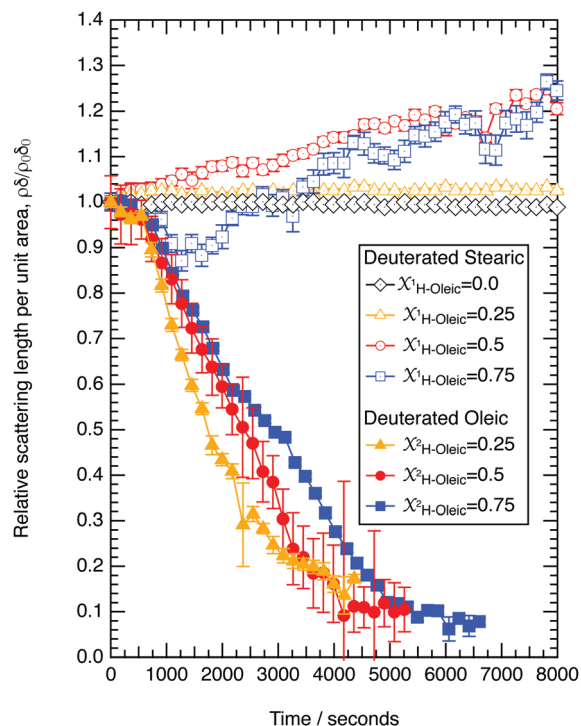 Relative scattering length per unit area, ρδ/ρ₀δ₀
1.4
1.3
1.2
1.1
1.0
0.9
0.8
0.7
0.6
0.5
0.4
0.3
0.2
0.1
0.0
Deuterated Stearic
χ¹H-Oleic=0.0
χ¹H-Oleic=0.25
χ¹H-Oleic=0.5
χ¹H-Oleic=0.75
Deuterated Oleic
χ²H-Oleic=0.25
χ²H-Oleic=0.5
χ²H-Oleic=0.75
0 1000 2000 3000 4000 5000 6000 7000 8000
Time / seconds